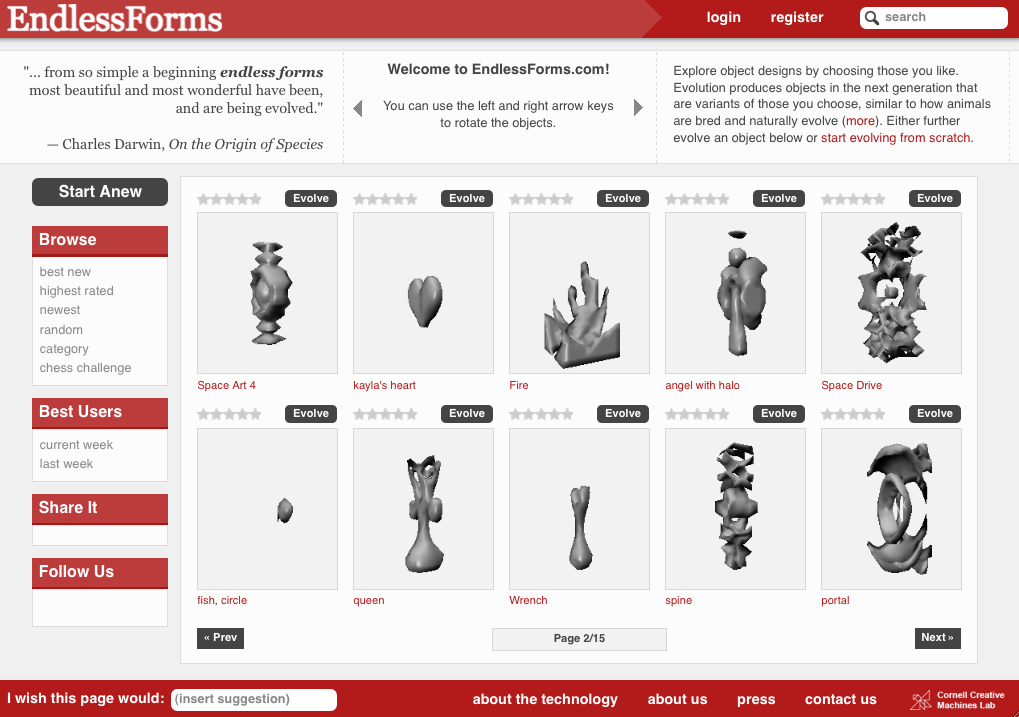 EndlessForms
login
register
search
"... from so simple a beginning endless forms
most beautiful and most wonderful have been,
and are being evolved."
— Charles Darwin, On the Origin of Species
Welcome to EndlessForms.com!
You can use the left and right arrow keys
to rotate the objects.
Explore object designs by choosing those you like.
Evolution produces objects in the next generation that
are variants of those you choose, similar to how animals
are bred and naturally evolve (more). Either further
evolve an object below or start evolving from scratch.
Start Anew
Browse
best new
highest rated
newest
random
category
chess challenge
Best Users
current week
last week
Share It
Follow Us
Evolve
Evolve
Evolve
Evolve
Evolve
Space Art 4
kayla's heart
Fire
angel with halo
Space Drive
Evolve
Evolve
Evolve
Evolve
Evolve
fish, circle
queen
Wrench
spine
portal
« Prev
Page 2/15
Next »
I wish this page would:
(insert suggestion)
about the technology
about us
press
contact us
Cornell Creative
Machines Lab